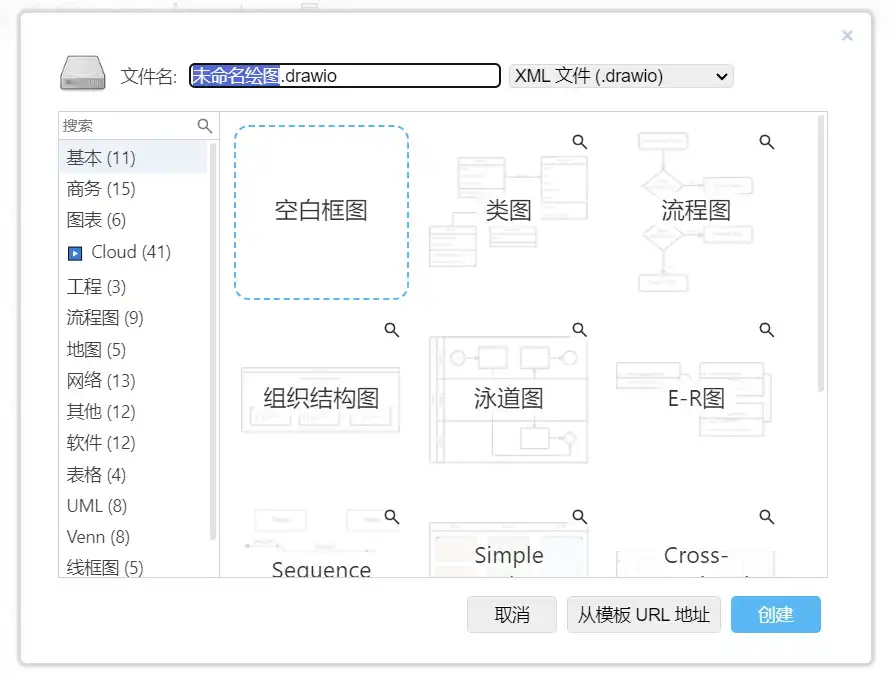 ×
文件名: 未命名绘图.drawio XML 文件 (.drawio)
搜索
基本 (11)
商务 (15)
图表 (6)
Cloud (41)
工程 (3)
流程图 (9)
地图 (5)
网络 (13)
其他 (12)
软件 (12)
表格 (4)
UML (8)
Venn (8)
线框图 (5)
空白框图
类图
流程图
组织结构图
泳道图
E-R图
Sequence
Simple
Cross-
取消
从模板 URL 地址
创建